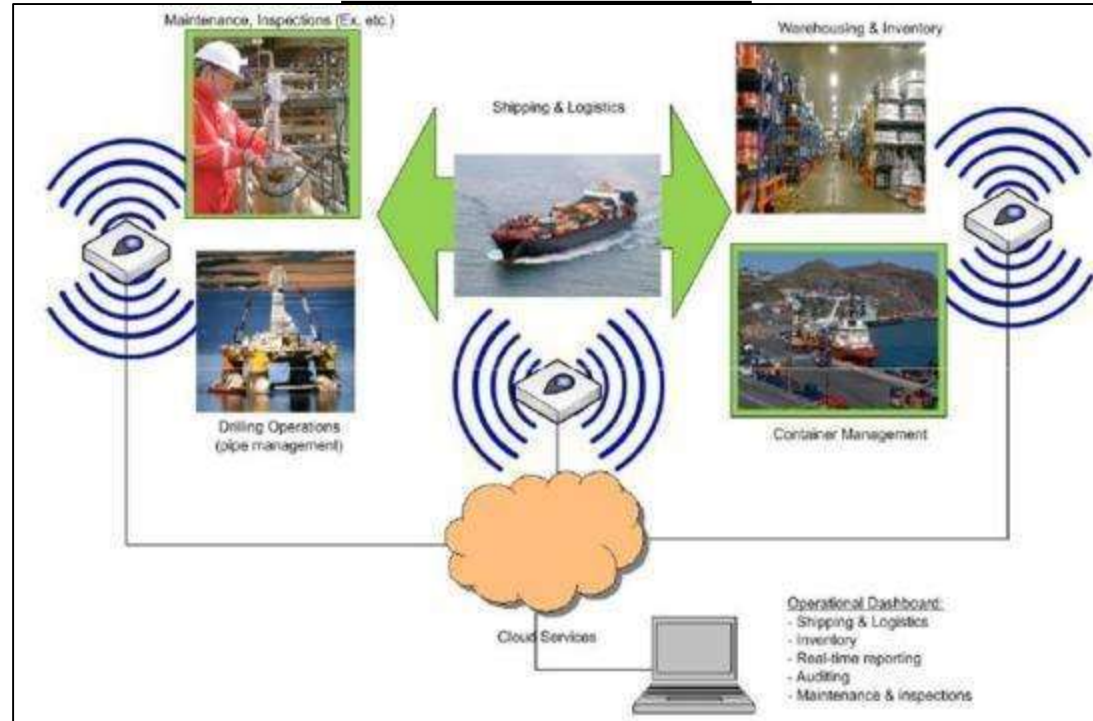 Maintenance, Inspections (Ex. etc.)
Warehousing & Inventory
Shipping & Logistics
Drilling Operations
(pipe management)
Container Management
Cloud Services
Operational Dashboard:
- Shipping & Logistics
- Inventory
- Real-time reporting
- Auditing
- Maintenance & inspections